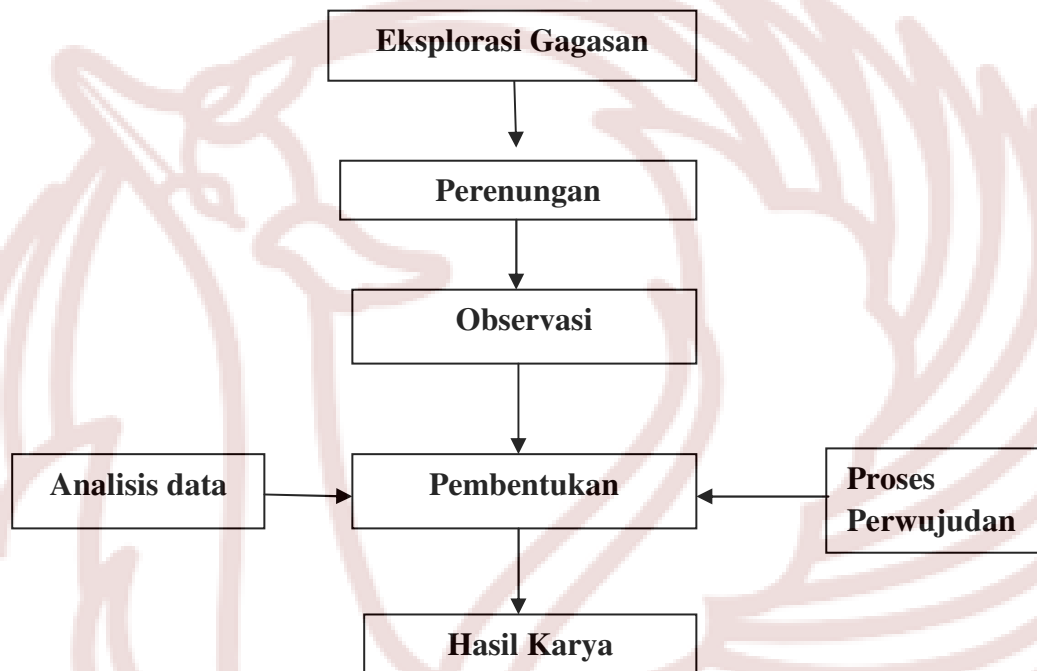 Eksplorasi Gagasan
Perenungan
Observasi
Analisis data
Pembentukan
Proses
Perwujudan
Hasil Karya